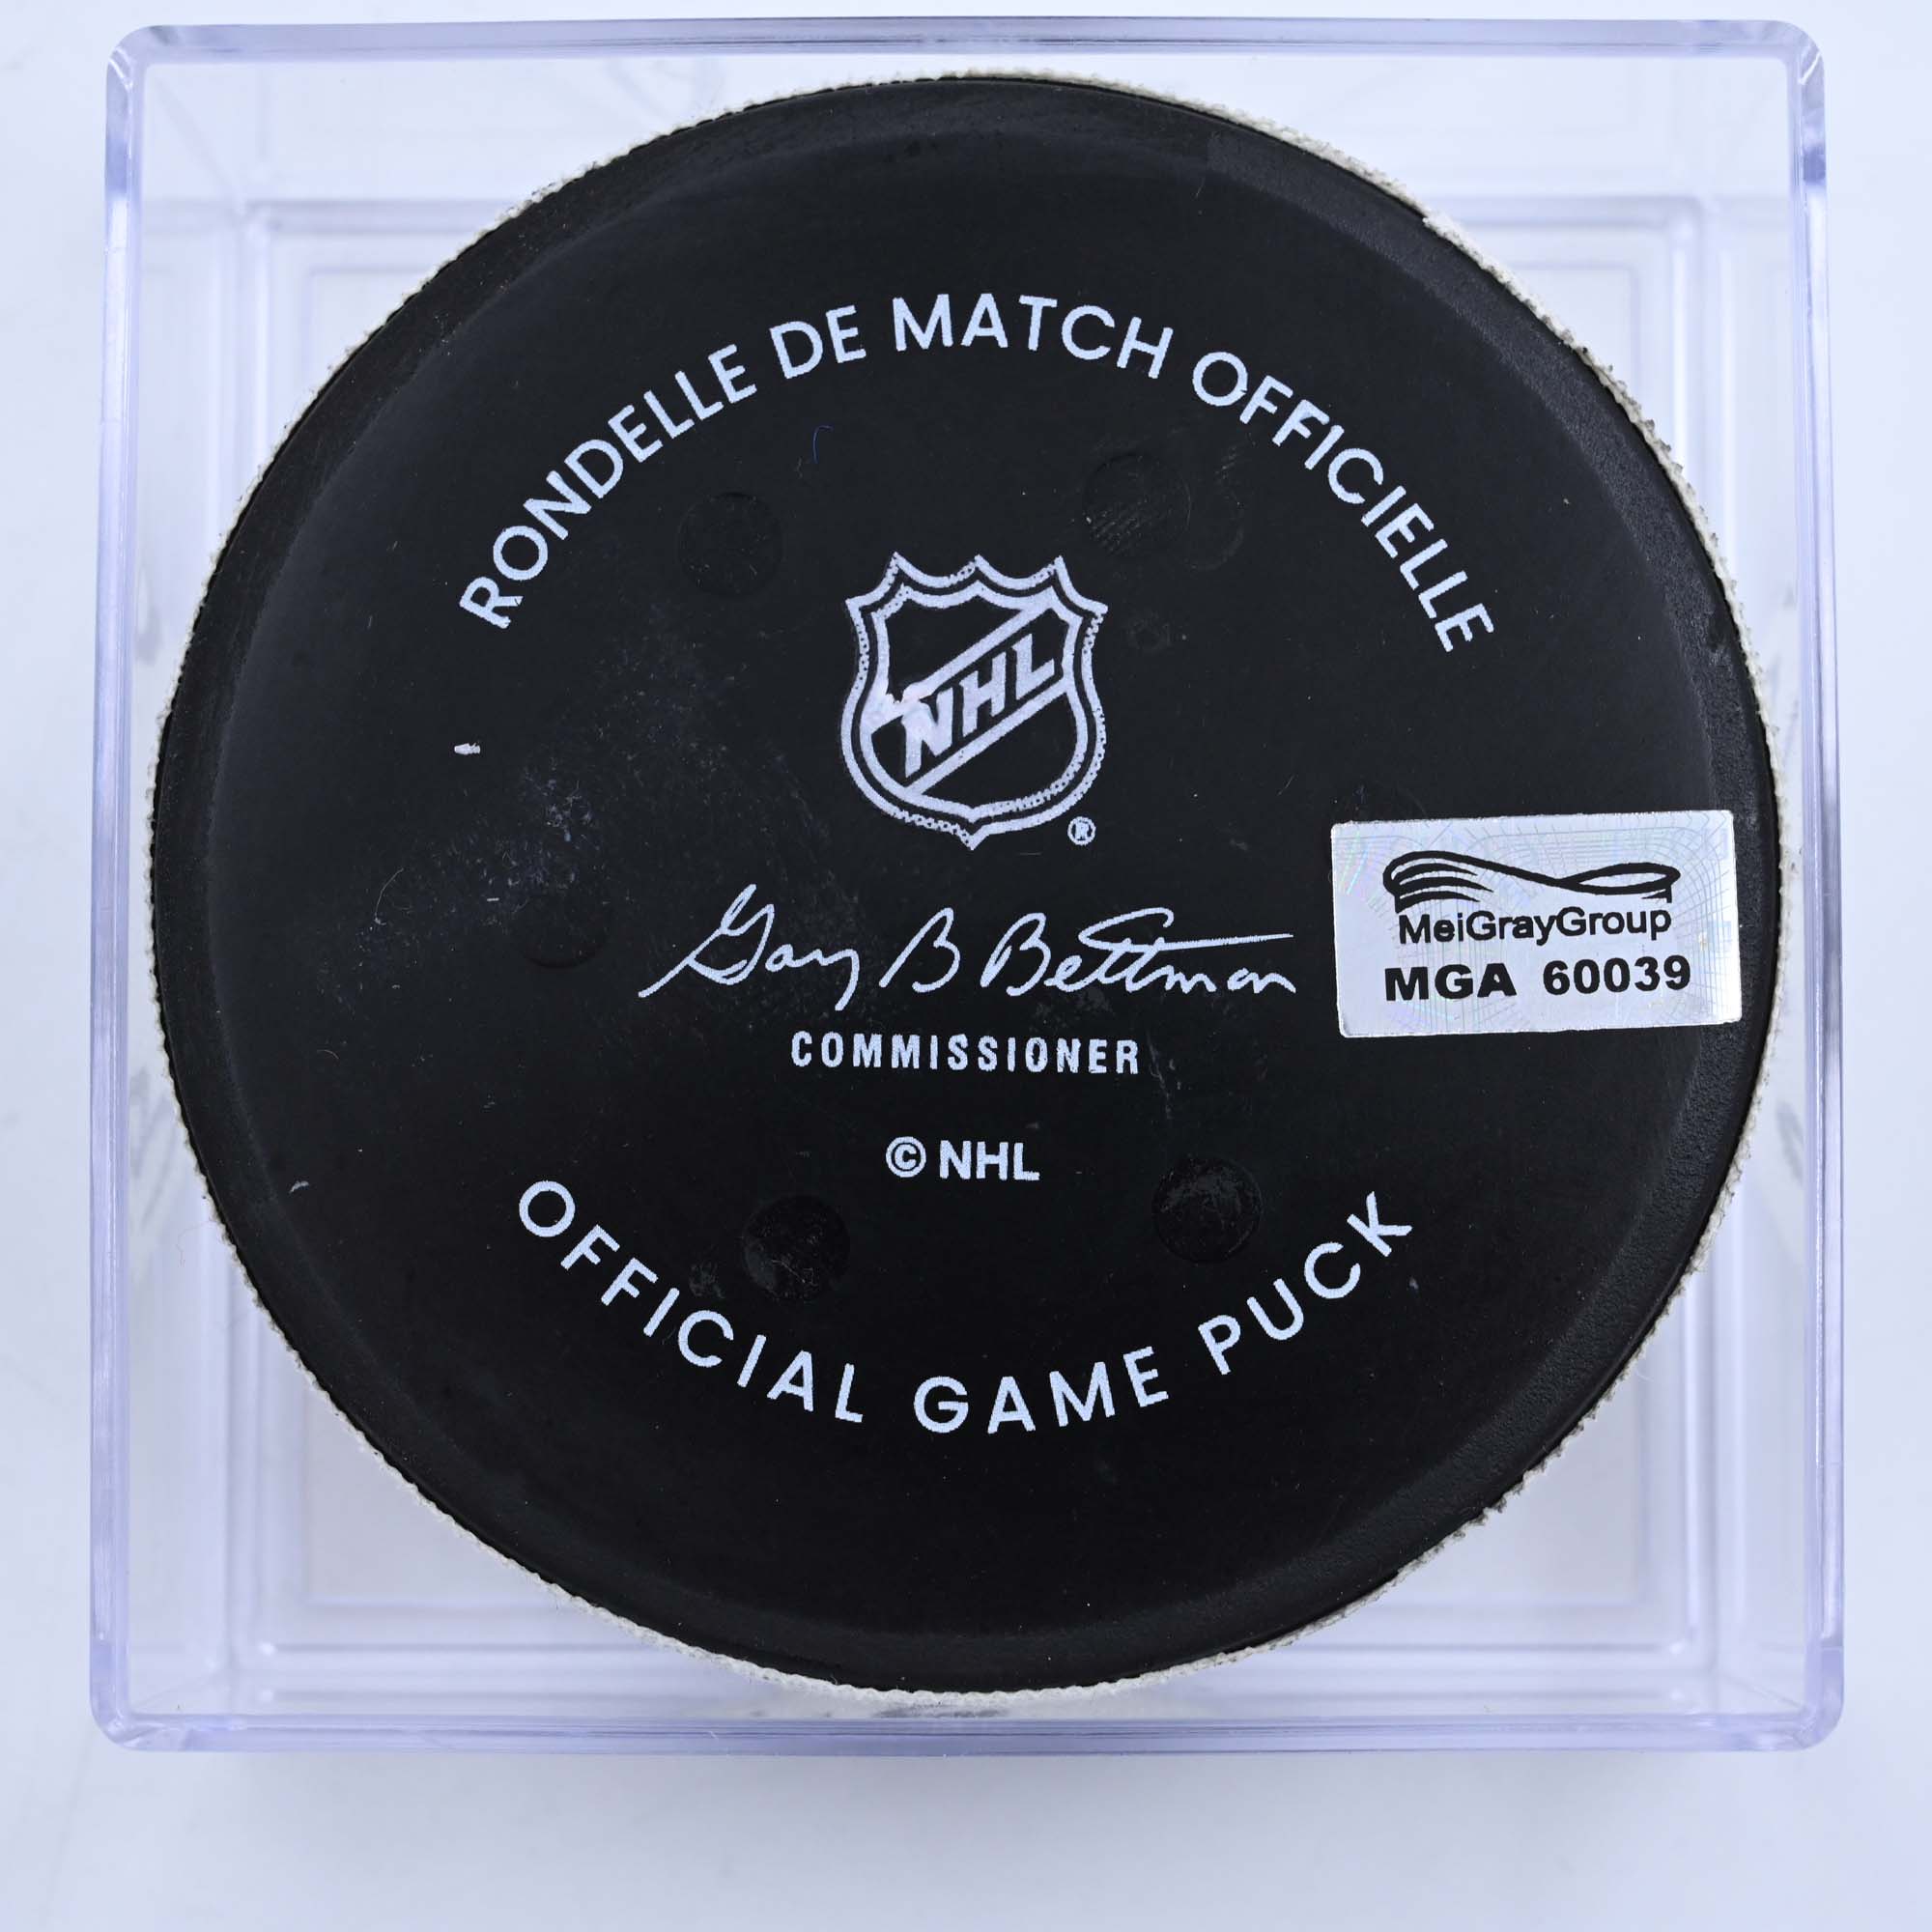 RONDELLE DE MATCH OFFICIELLE
NHL
®
Gary B Bettman
COMMISSIONER
© NHL
OFFICIAL GAME PUCK
MeiGrayGroup
MGA 60039